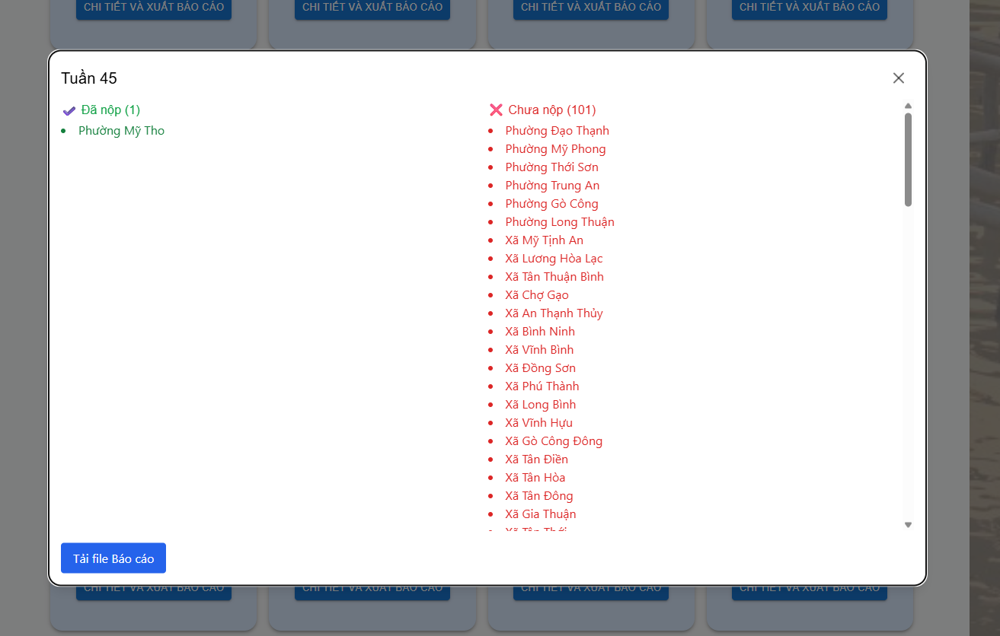 CHI TIẾT VÀ XUẤT BÁO CÁO
CHI TIẾT VÀ XUẤT BÁO CÁO
CHI TIẾT VÀ XUẤT BÁO CÁO
CHI TIẾT VÀ XUẤT BÁO CÁO
Tuần 45
Đã nộp (1)
Phường Mỹ Tho
Chưa nộp (101)
Phường Đạo Thạnh
Phường Mỹ Phong
Phường Thới Sơn
Phường Trung An
Phường Gò Công
Phường Long Thuận
Xã Mỹ Tịnh An
Xã Lương Hòa Lạc
Xã Tân Thuận Bình
Xã Chợ Gạo
Xã An Thạnh Thủy
Xã Bình Ninh
Xã Vĩnh Bình
Xã Đồng Sơn
Xã Phú Thành
Xã Long Bình
Xã Vĩnh Hựu
Xã Gò Công Đông
Xã Tân Điền
Xã Tân Hòa
Xã Tân Đông
Xã Gia Thuận
Xã Tân Thới
Tải file Báo cáo
CHI TIẾT VÀ XUẤT BÁO CÁO
CHI TIẾT VÀ XUẤT BÁO CÁO
CHI TIẾT VÀ XUẤT BÁO CÁO
CHI TIẾT VÀ XUẤT BÁO CÁO